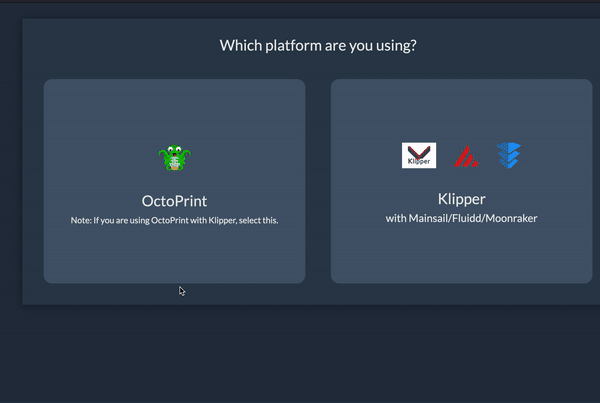 Which platform are you using?
OctoPrint
Note: If you are using OctoPrint with Klipper, select this.
Klipper
Klipper
with Mainsail/Fluidd/Moonraker